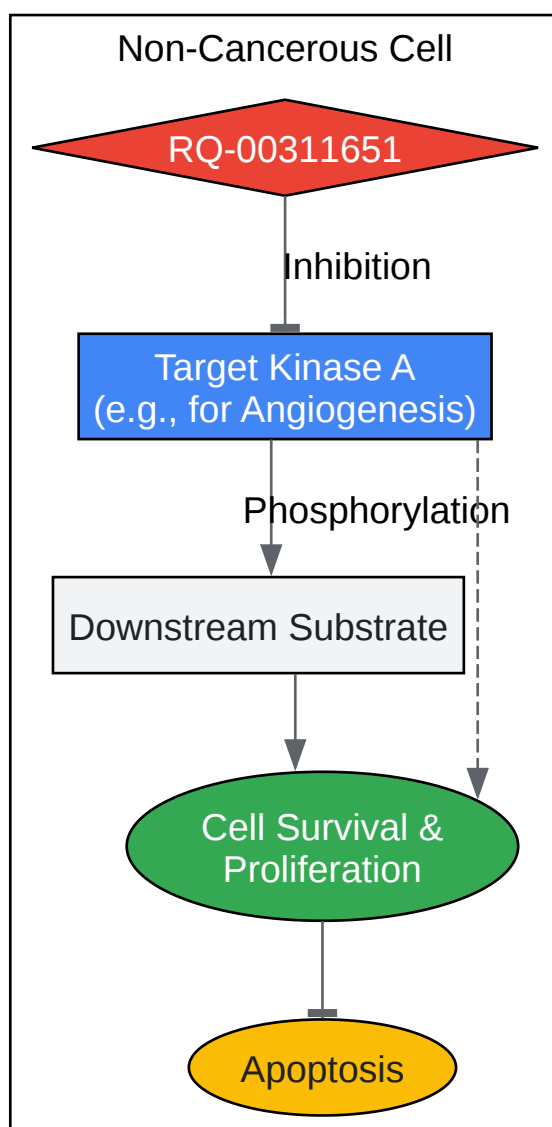 Non-Cancerous Cell
RQ-00311651
Inhibition
Target Kinase A
(e.g., for Angiogenesis)
Phosphorylation
Downstream Substrate
Cell Survival &
Proliferation
Apoptosis